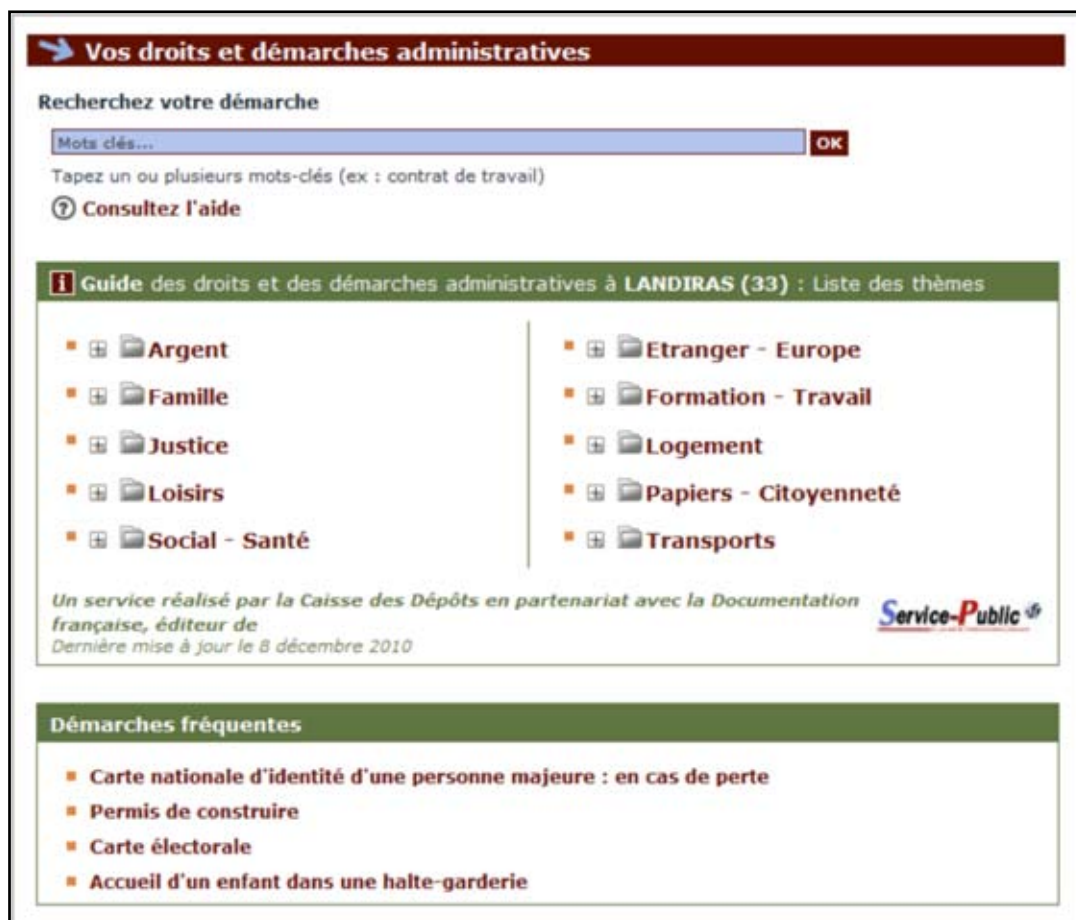 Vos droits et démarches administratives
Recherchez votre démarche
Mots clés...
OK
Tapez un ou plusieurs mots-clés (ex : contrat de travail)
? Consultez l'aide
i Guide des droits et des démarches administratives à LANDIRAS (33) : Liste des thèmes
Argent
Famille
Justice
Loisirs
Social - Santé
Etranger - Europe
Formation - Travail
Logement
Papiers - Citoyenneté
Transports
Un service réalisé par la Caisse des Dépôts en partenariat avec la Documentation
française, éditeur de
Dernière mise à jour le 8 décembre 2010
Service-Public.fr
Démarches fréquentes
Carte nationale d'identité d'une personne majeure : en cas de perte
Permis de construire
Carte électorale
Accueil d'un enfant dans une halte-garderie